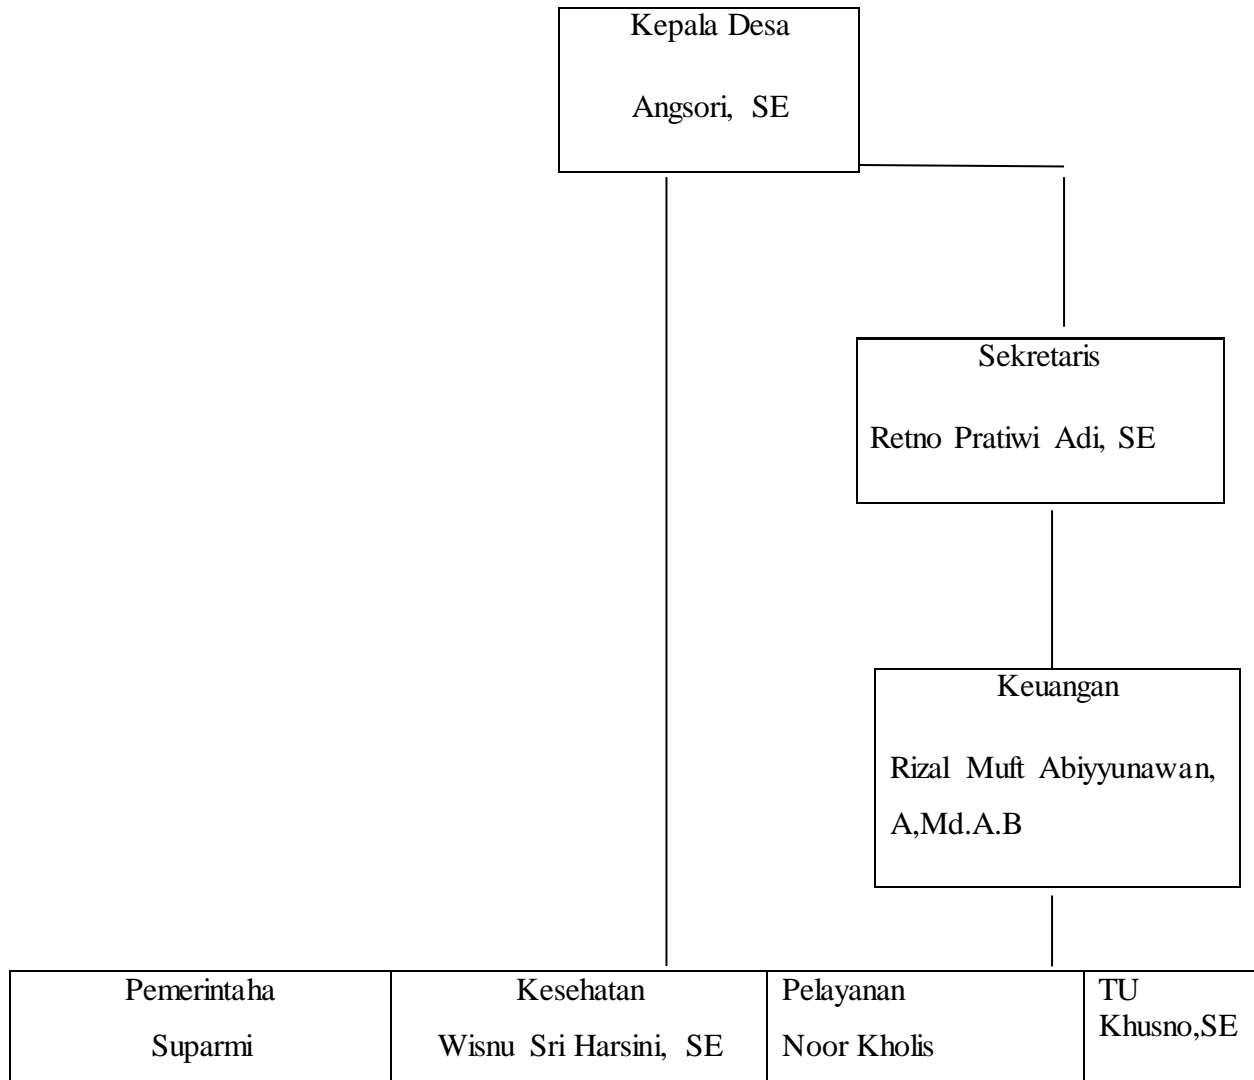 Kepala Desa
Angsori, SE
Sekretaris
Retno Pratiwi Adi, SE
Keuangan
Rizal Muft Abiyyunawan,
A,Md.A.B
Pemerintaha
Suparmi
Kesehatan
Wisnu Sri Harsini, SE
Pelayanan
Noor Kholis
TU
Khusno,SE